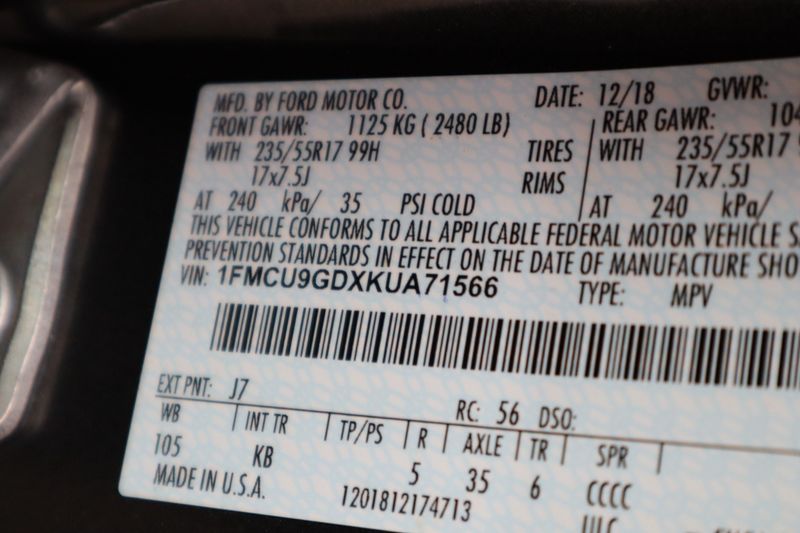 MFD. BY FORD MOTOR CO. DATE: 12/18 GVWR:
FRONT GAWR: 1125 KG ( 2480 LB) REAR GAWR: 104
WITH 235/55R17 99H TIRES WITH 235/55R17 9
17x7.5J RIMS 17x7.5J
AT 240 kPa/ 35 PSI COLD AT 240 kPa/
THIS VEHICLE CONFORMS TO ALL APPLICABLE FEDERAL MOTOR VEHICLE S
PREVENTION STANDARDS IN EFFECT ON THE DATE OF MANUFACTURE SHO
VIN: 1FMCU9GDXKUA71566 TYPE: MPV
EXT PNT: J7 RC: 56 DSO:
WB INT TR TP/PS R AXLE TR SPR
105 KB 5 35 6 CCCC
MADE IN U.S.A. 1201812174713